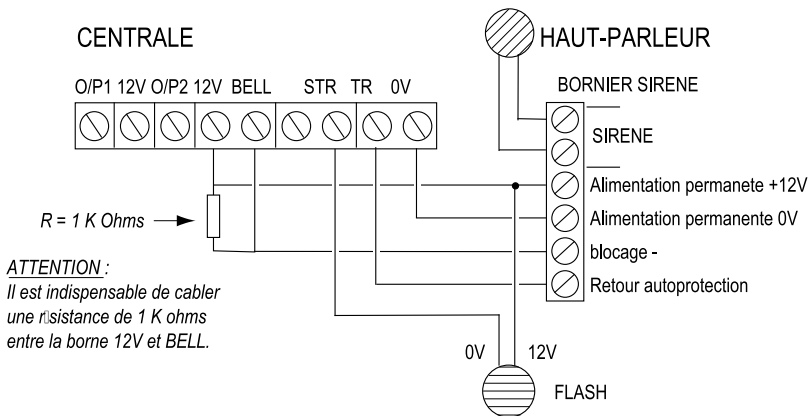 CENTRALE
HAUT-PARLEUR
O/P1 12V O/P2 12V BELL STR TR 0V
BORNIER SIRENE
SIRENE
Alimentation permanete +12V
Alimentation permanente 0V
blocage -
Retour autoprotection
R = 1 K Ohms
ATTENTION :
Il est indispensable de cabler
une r▯sistance de 1 K ohms
entre la borne 12V et BELL.
0V 12V
FLASH